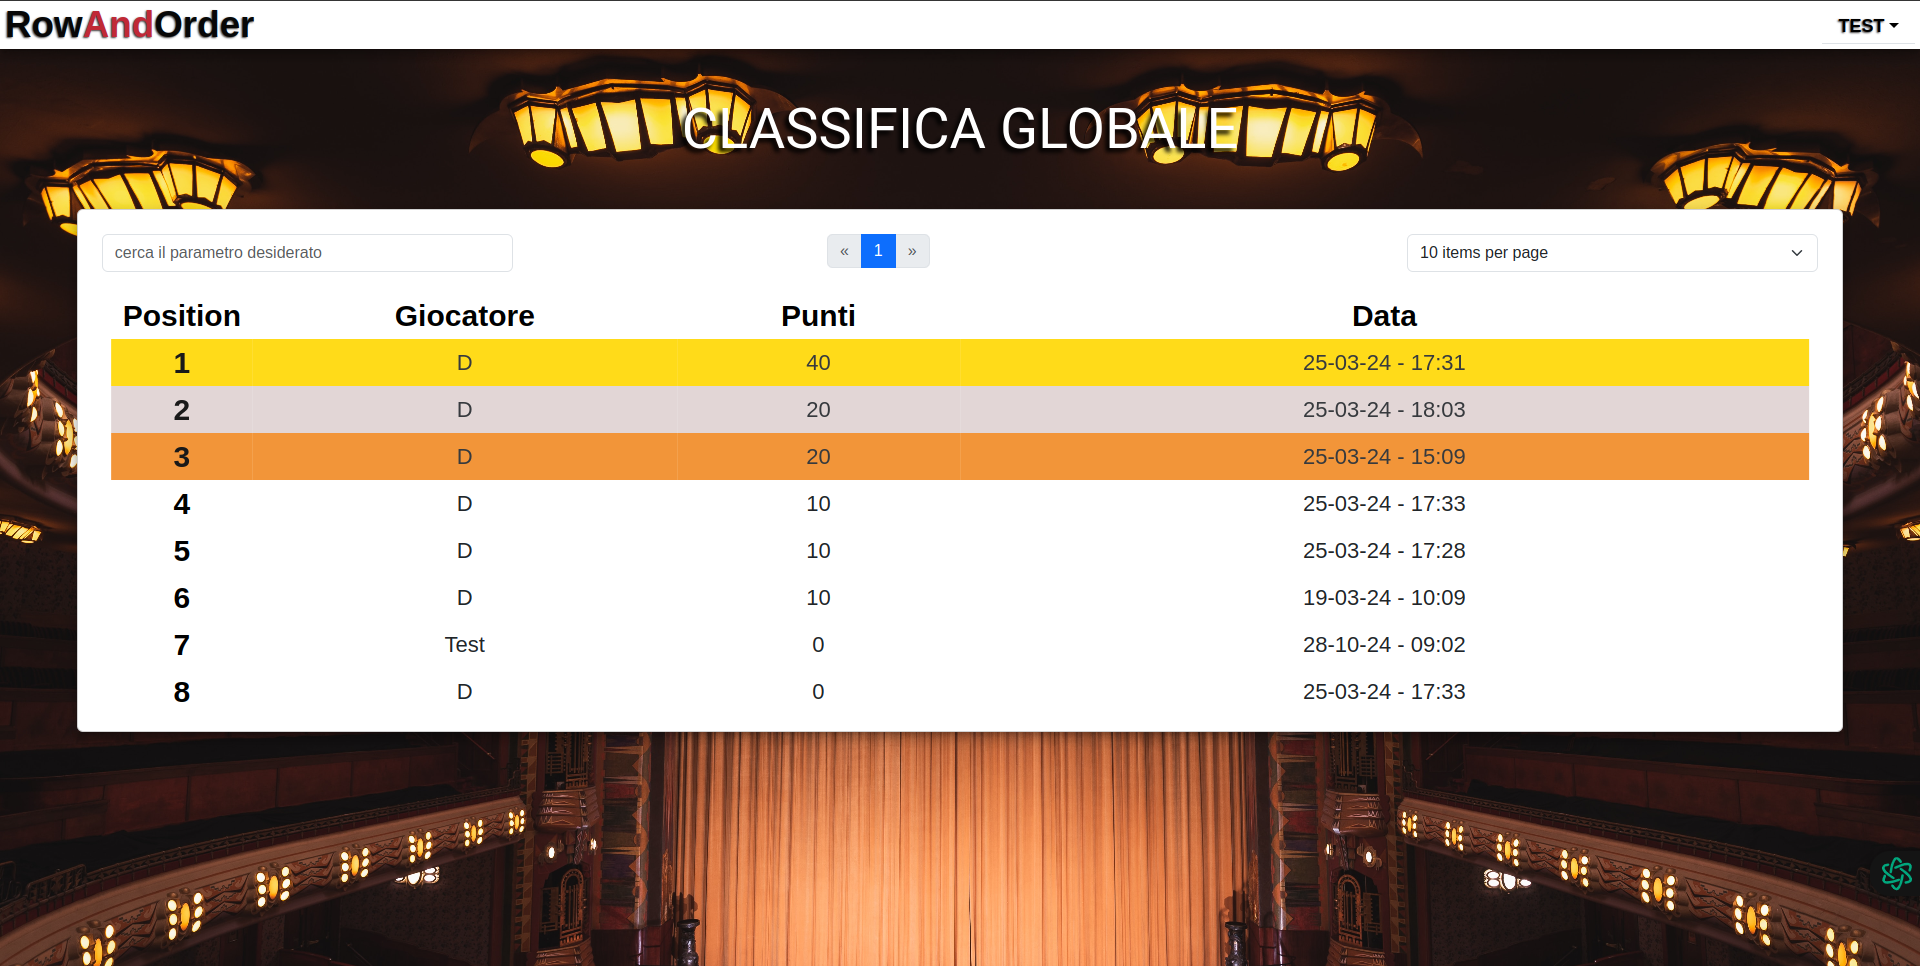 RowAndOrder
TEST
CLASSIFICA GLOBALE
cerca il parametro desiderato
« 1 »
10 items per page
Position Giocatore Punti Data
1 D 40 25-03-24 - 17:31
2 D 20 25-03-24 - 18:03
3 D 20 25-03-24 - 15:09
4 D 10 25-03-24 - 17:33
5 D 10 25-03-24 - 17:28
6 D 10 19-03-24 - 10:09
7 Test 0 28-10-24 - 09:02
8 D 0 25-03-24 - 17:33